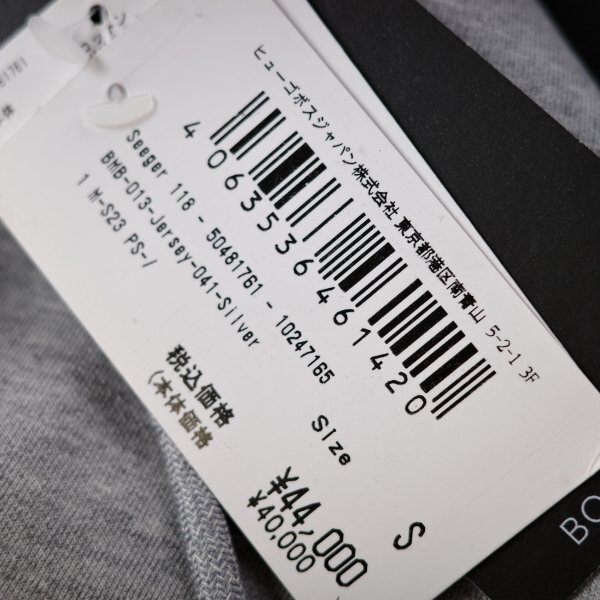 ヒューゴボスジャパン株式会社 東京都港区南青山 5-2-1 3F
4063536461420
Seeger 118 - 50481761 - 10247165
BMB-013-Jersey-041-Silver
1 M-S23 PS-/
Size S
税込価格 ¥44,000
(本体価格 ¥40,000
BO